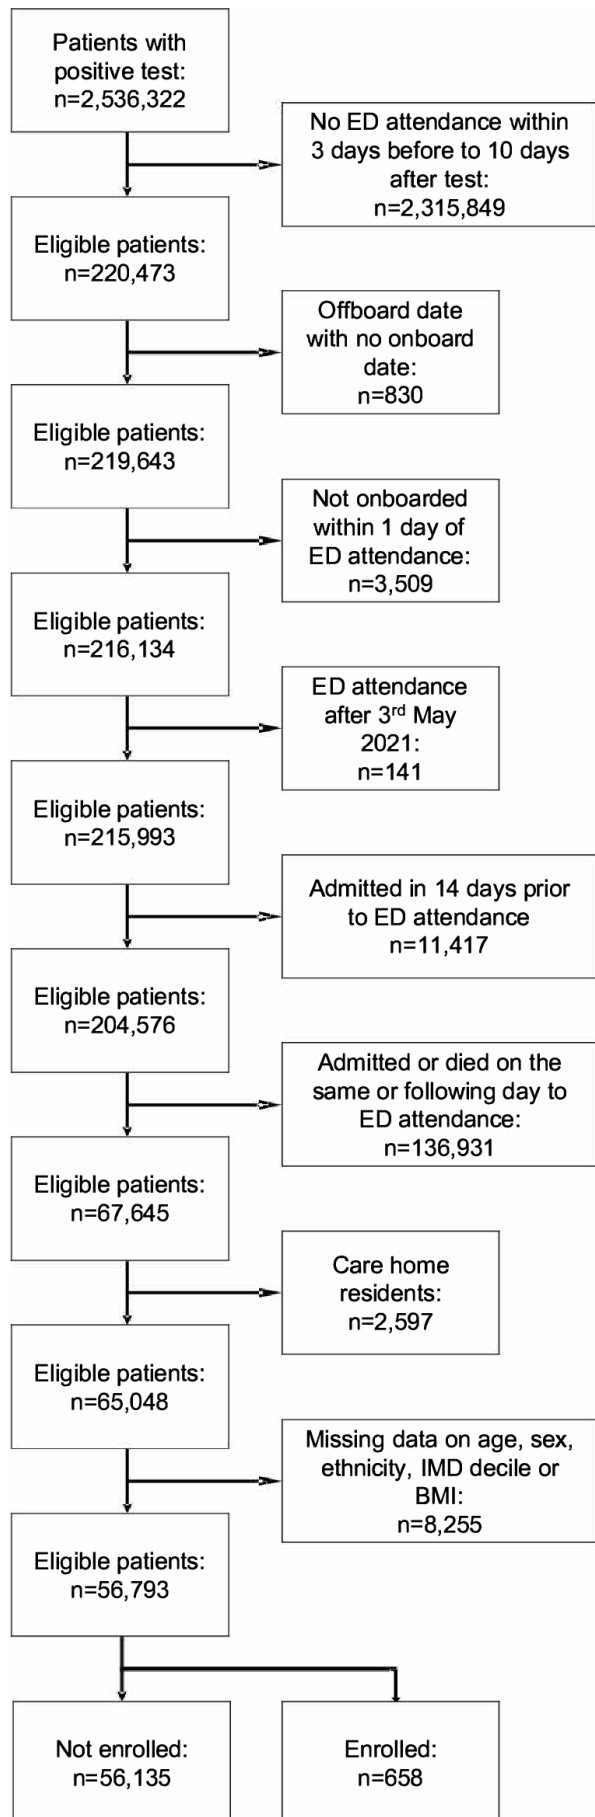 Patients with
positive test:
n=2,536,322
No ED attendance within
3 days before to 10 days
after test:
n=2,315,849
Eligible patients:
n=220,473
Offboard date
with no onboard
date:
n=830
Eligible patients:
n=219,643
Not onboarded
within 1 day of
ED attendance:
n=3,509
Eligible patients:
n=216,134
ED attendance
after 3rd May
2021:
n=141
Eligible patients:
n=215,993
Admitted in 14 days prior
to ED attendance
n=11,417
Eligible patients:
n=204,576
Admitted or died on the
same or following day to
ED attendance:
n=136,931
Eligible patients:
n=67,645
Care home
residents:
n=2,597
Eligible patients:
n=65,048
Missing data on age, sex,
ethnicity, IMD decile or
BMI:
n=8,255
Eligible patients:
n=56,793
Not enrolled:
n=56,135
Enrolled:
n=658